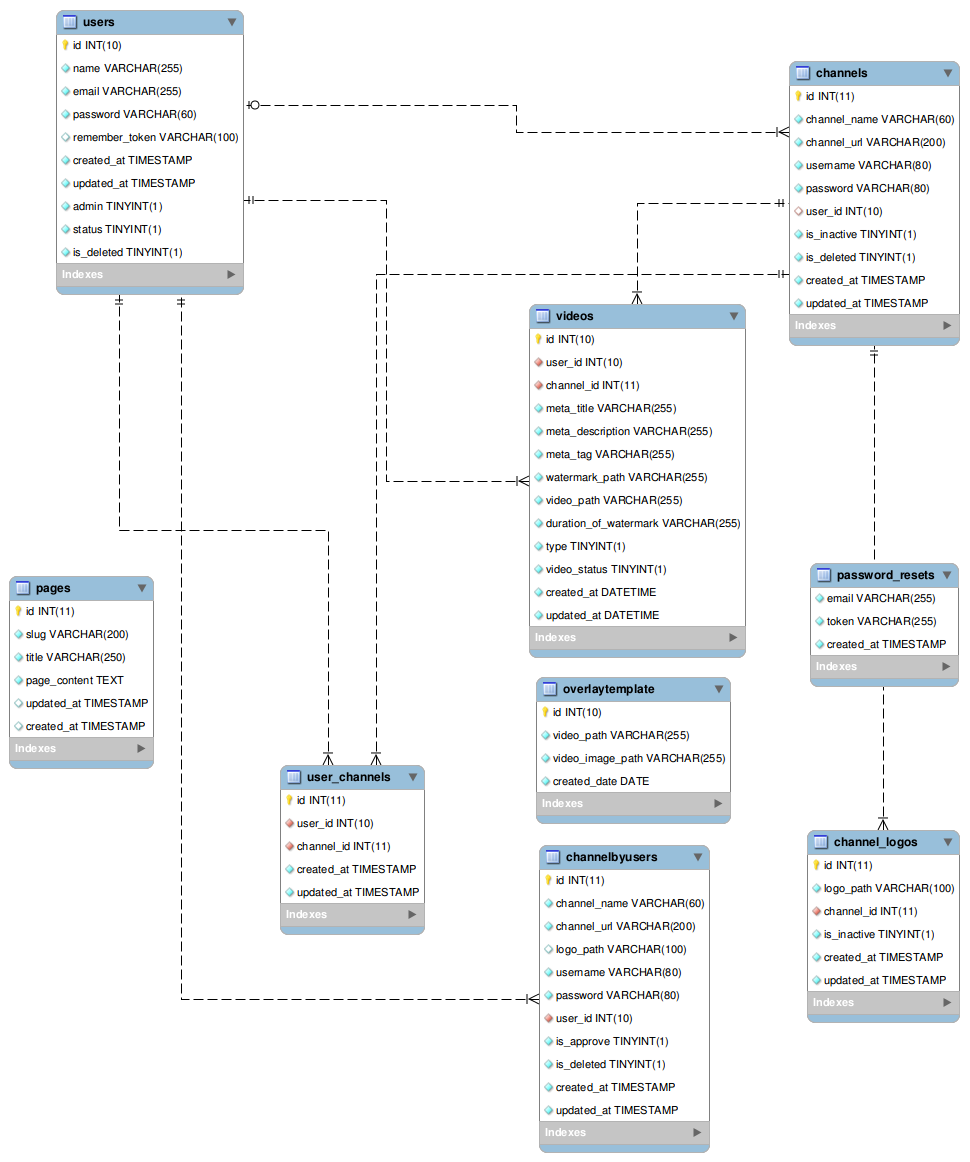 users
id INT(10)
name VARCHAR(255)
email VARCHAR(255)
password VARCHAR(60)
remember_token VARCHAR(100)
created_at TIMESTAMP
updated_at TIMESTAMP
admin TINYINT(1)
status TINYINT(1)
is_deleted TINYINT(1)
Indexes
channels
id INT(11)
channel_name VARCHAR(60)
channel_url VARCHAR(200)
username VARCHAR(80)
password VARCHAR(80)
user_id INT(10)
is_inactive TINYINT(1)
is_deleted TINYINT(1)
created_at TIMESTAMP
updated_at TIMESTAMP
Indexes
videos
id INT(10)
user_id INT(10)
channel_id INT(11)
meta_title VARCHAR(255)
meta_description VARCHAR(255)
meta_tag VARCHAR(255)
watermark_path VARCHAR(255)
video_path VARCHAR(255)
duration_of_watermark VARCHAR(255)
type TINYINT(1)
video_status TINYINT(1)
created_at DATETIME
updated_at DATETIME
Indexes
pages
id INT(11)
slug VARCHAR(200)
title VARCHAR(250)
page_content TEXT
updated_at TIMESTAMP
created_at TIMESTAMP
Indexes
password_resets
email VARCHAR(255)
token VARCHAR(255)
created_at TIMESTAMP
Indexes
overlaytemplate
id INT(10)
video_path VARCHAR(255)
video_image_path VARCHAR(255)
created_date DATE
Indexes
user_channels
id INT(11)
user_id INT(10)
channel_id INT(11)
created_at TIMESTAMP
updated_at TIMESTAMP
Indexes
channelbyusers
id INT(11)
channel_name VARCHAR(60)
channel_url VARCHAR(200)
logo_path VARCHAR(100)
username VARCHAR(80)
password VARCHAR(80)
user_id INT(10)
is_approve TINYINT(1)
is_deleted TINYINT(1)
created_at TIMESTAMP
updated_at TIMESTAMP
Indexes
channel_logos
id INT(11)
logo_path VARCHAR(100)
channel_id INT(11)
is_inactive TINYINT(1)
created_at TIMESTAMP
updated_at TIMESTAMP
Indexes